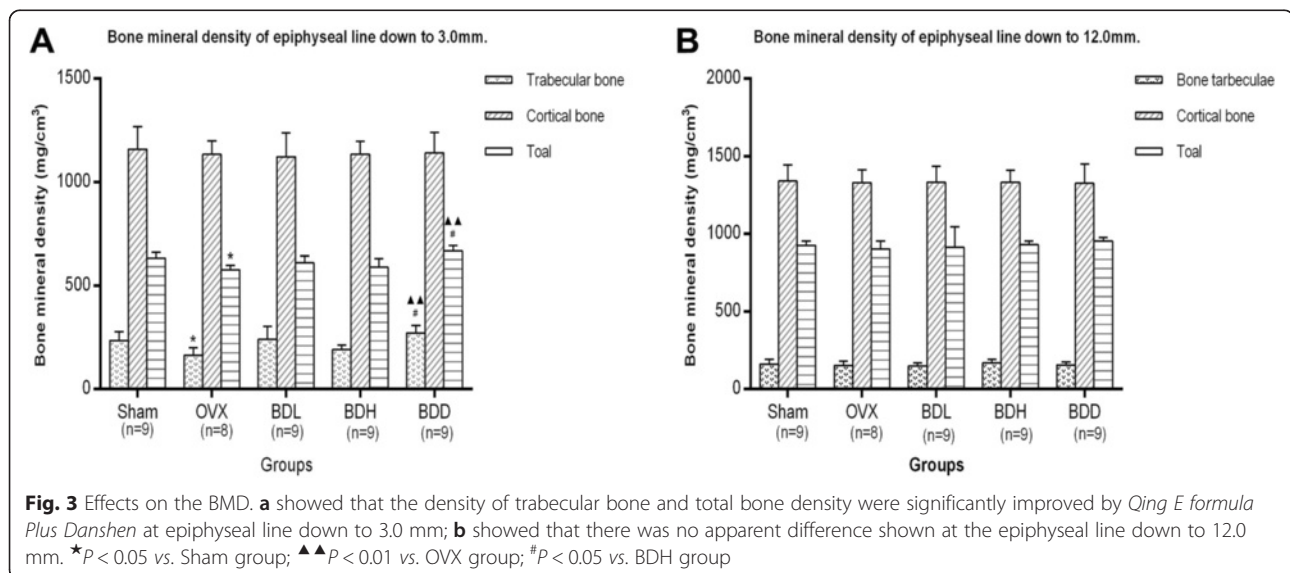 A
Bone mineral density of epiphyseal line down to 3.0mm.
Bone mineral density (mg/cm³)
1500
1000
500
0
Trabecular bone
Cortical bone
Toal
*
*
▲▲
#
▲▲
#
Sham OVX BDL BDH BDD
(n=9) (n=8) (n=9) (n=9) (n=9)
Groups
B
Bone mineral density of epiphyseal line down to 12.0mm.
Bone mineral density (mg/cm³)
2000
1500
1000
500
0
Bone tarbeculae
Cortical bone
Toal
Sham OVX BDL BDH BDD
(n=9) (n=8) (n=9) (n=9) (n=9)
Groups
Fig. 3 Effects on the BMD. a showed that the density of trabecular bone and total bone density were significantly improved by Qing E formula
Plus Danshen at epiphyseal line down to 3.0 mm; b showed that there was no apparent difference shown at the epiphyseal line down to 12.0
mm. ★P < 0.05 vs. Sham group; ▲▲P < 0.01 vs. OVX group; #P < 0.05 vs. BDH group